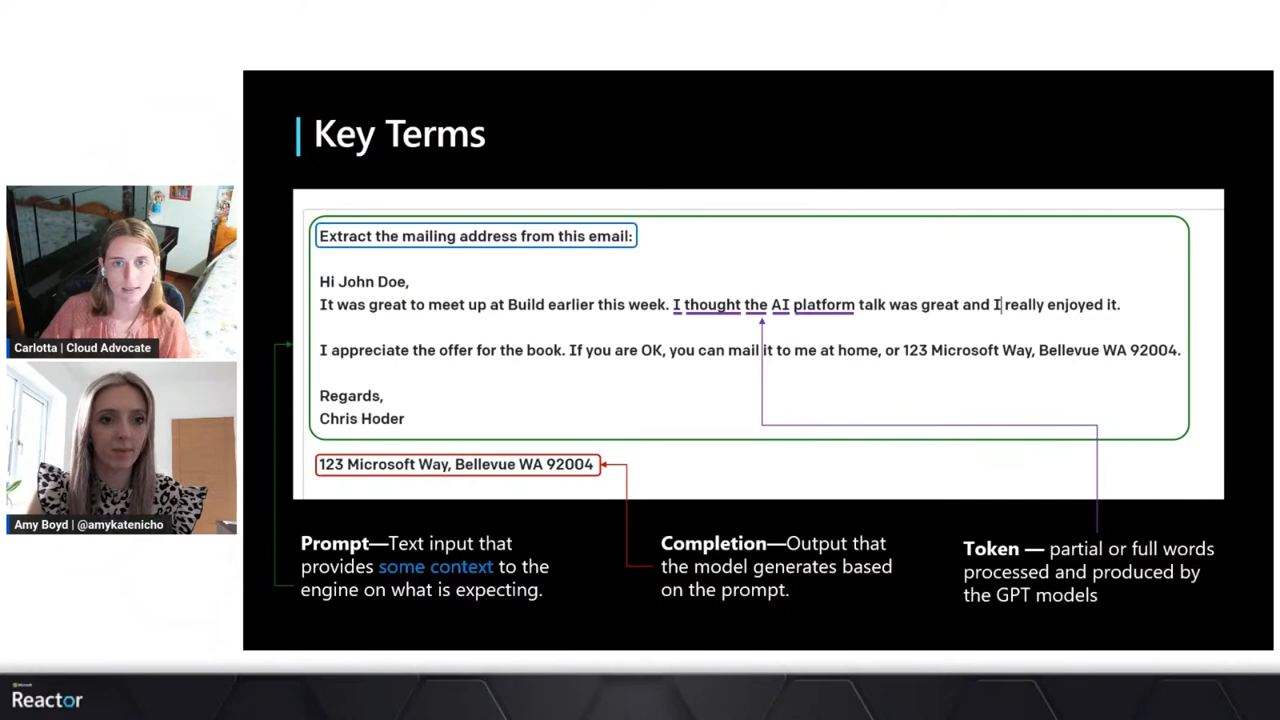 Key Terms
Extract the mailing address from this email:
Hi John Doe,
It was great to meet up at Build earlier this week. I thought the AI platform talk was great and I really enjoyed it.
I appreciate the offer for the book. If you are OK, you can mail it to me at home, or 123 Microsoft Way, Bellevue WA 92004.
Regards,
Chris Hoder
123 Microsoft Way, Bellevue WA 92004
Prompt—Text input that
provides some context to the
engine on what is expecting.
Completion—Output that
the model generates based
on the prompt.
Token — partial or full words
processed and produced by
the GPT models
Carlotta | Cloud Advocate
Amy Boyd | @amykatenicho
Microsoft
Reactor